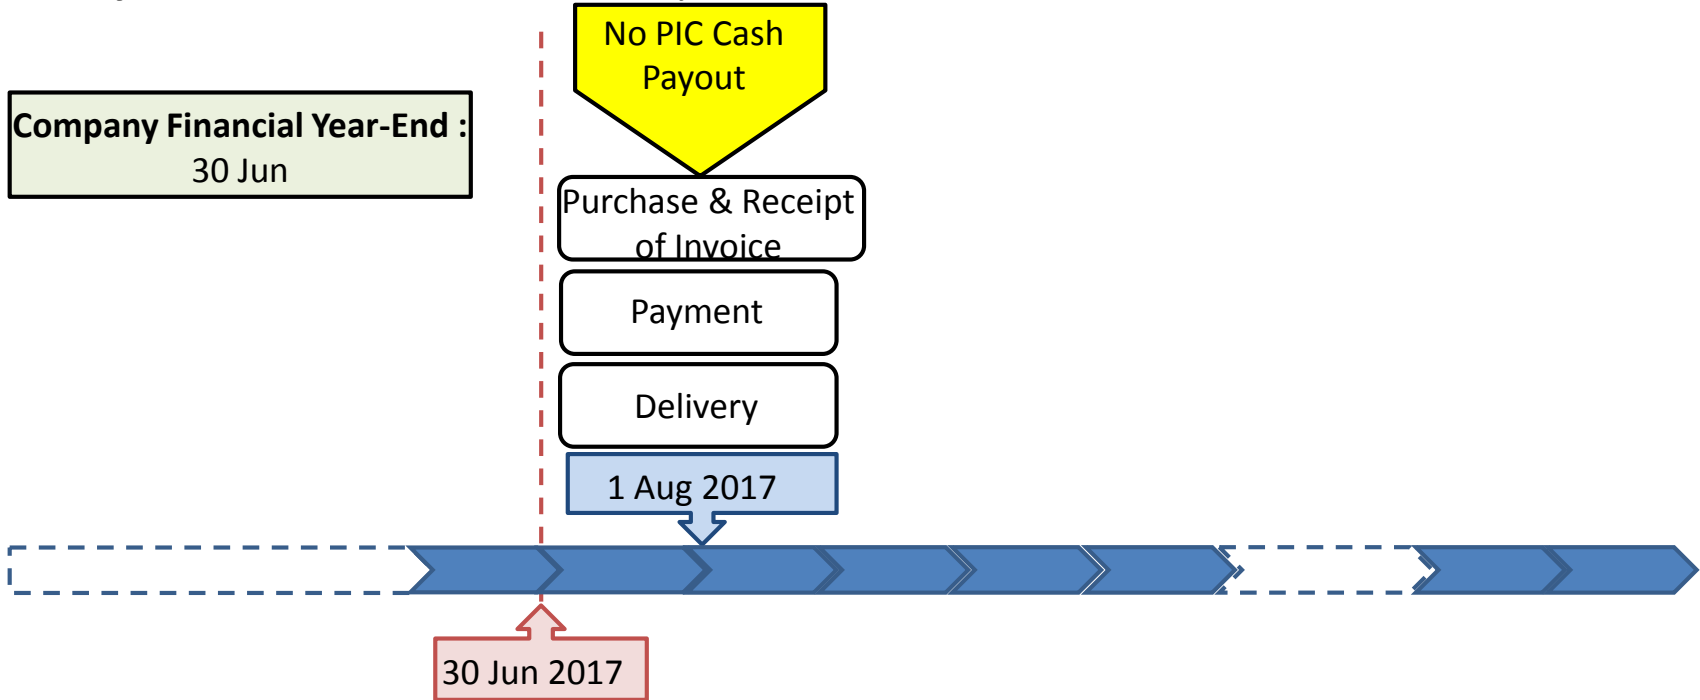 No PIC Cash
Payout
Company Financial Year-End :
30 Jun
Purchase & Receipt
of Invoice
Payment
Delivery
1 Aug 2017
30 Jun 2017